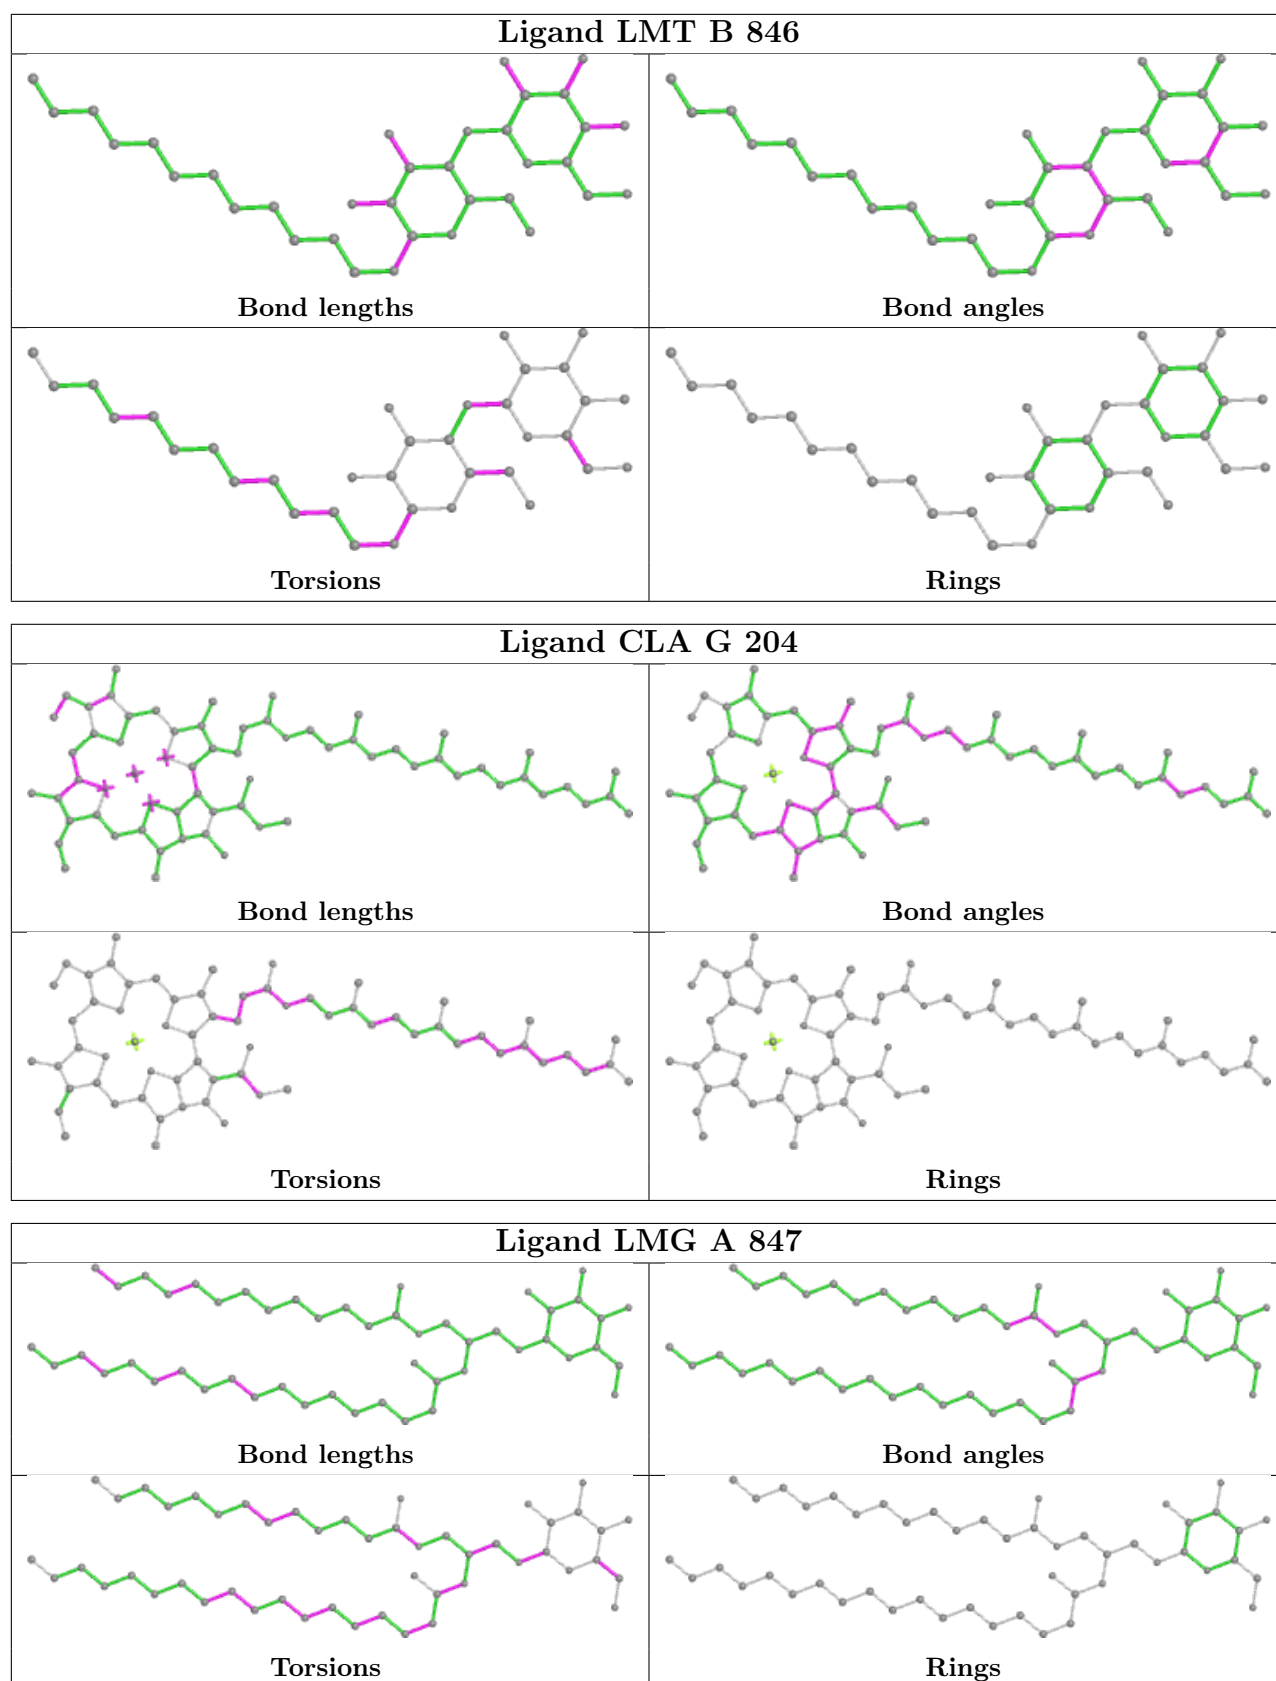 Ligand LMT B 846
Bond lengths
Bond angles
Torsions
Rings
Ligand CLA G 204
Bond lengths
Bond angles
Torsions
Rings
Ligand LMG A 847
Bond lengths
Bond angles
Torsions
Rings